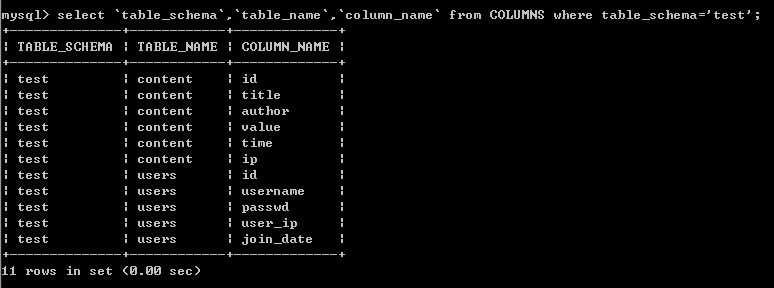 mysql> select `table_schema`,`table_name`,`column_name` from COLUMNS where table_schema='test';
+--------------+------------+-------------+
| TABLE_SCHEMA | TABLE_NAME | COLUMN_NAME |
+--------------+------------+-------------+
| test         | content    | id          |
| test         | content    | title       |
| test         | content    | author      |
| test         | content    | value       |
| test         | content    | time        |
| test         | content    | ip          |
| test         | users      | id          |
| test         | users      | username    |
| test         | users      | passwd      |
| test         | users      | user_ip     |
| test         | users      | join_date   |
+--------------+------------+-------------+
11 rows in set (0.00 sec)